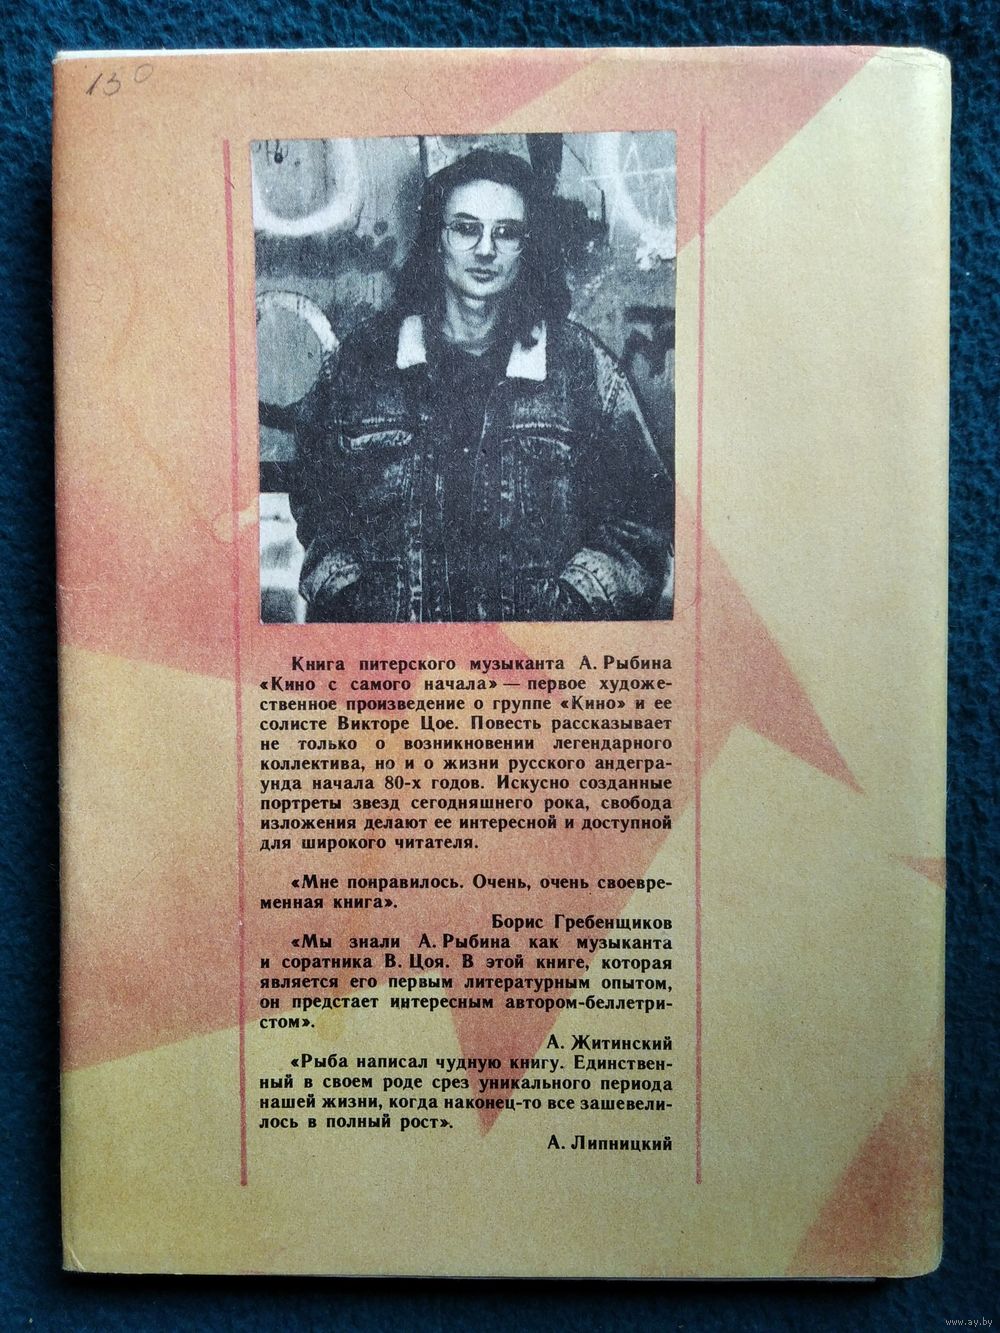 130
Книга питерского музыканта А. Рыбина
«Кино с самого начала» — первое художе-
ственное произведение о группе «Кино» и ее
солисте Викторе Цое. Повесть рассказывает
не только о возникновении легендарного
коллектива, но и о жизни русского андегра-
унда начала 80-х годов. Искусно созданные
портреты звезд сегодняшнего рока, свобода
изложения делают ее интересной и доступной
для широкого читателя.
«Мне понравилось. Очень, очень своевре-
менная книга».
Борис Гребенщиков
«Мы знали А. Рыбина как музыканта
и соратника В. Цоя. В этой книге, которая
является его первым литературным опытом,
он предстает интересным автором-беллетри-
стом».
А. Житинский
«Рыба написал чудную книгу. Единствен-
ный в своем роде срез уникального периода
нашей жизни, когда наконец-то все зашевели-
лось в полный рост».
А. Липницкий
www.ay.by